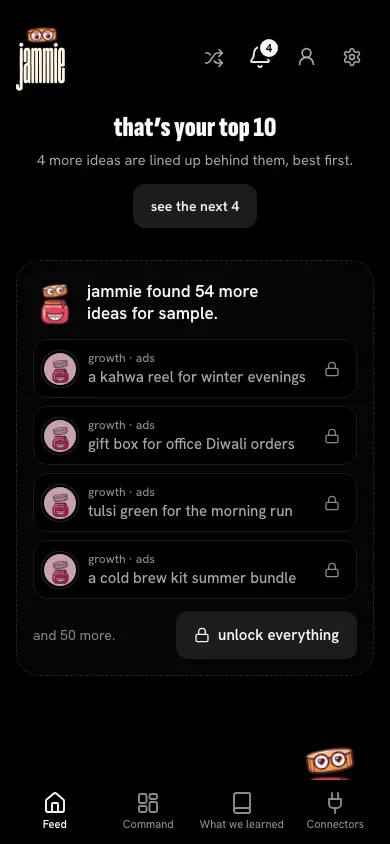 jammie
4
that's your top 10
4 more ideas are lined up behind them, best first.
see the next 4
jammie found 54 more
ideas for sample.
growth · ads
a kahwa reel for winter evenings
growth · ads
gift box for office Diwali orders
growth · ads
tulsi green for the morning run
growth · ads
a cold brew kit summer bundle
and 50 more.
unlock everything
Feed
Command
What we learned
Connectors